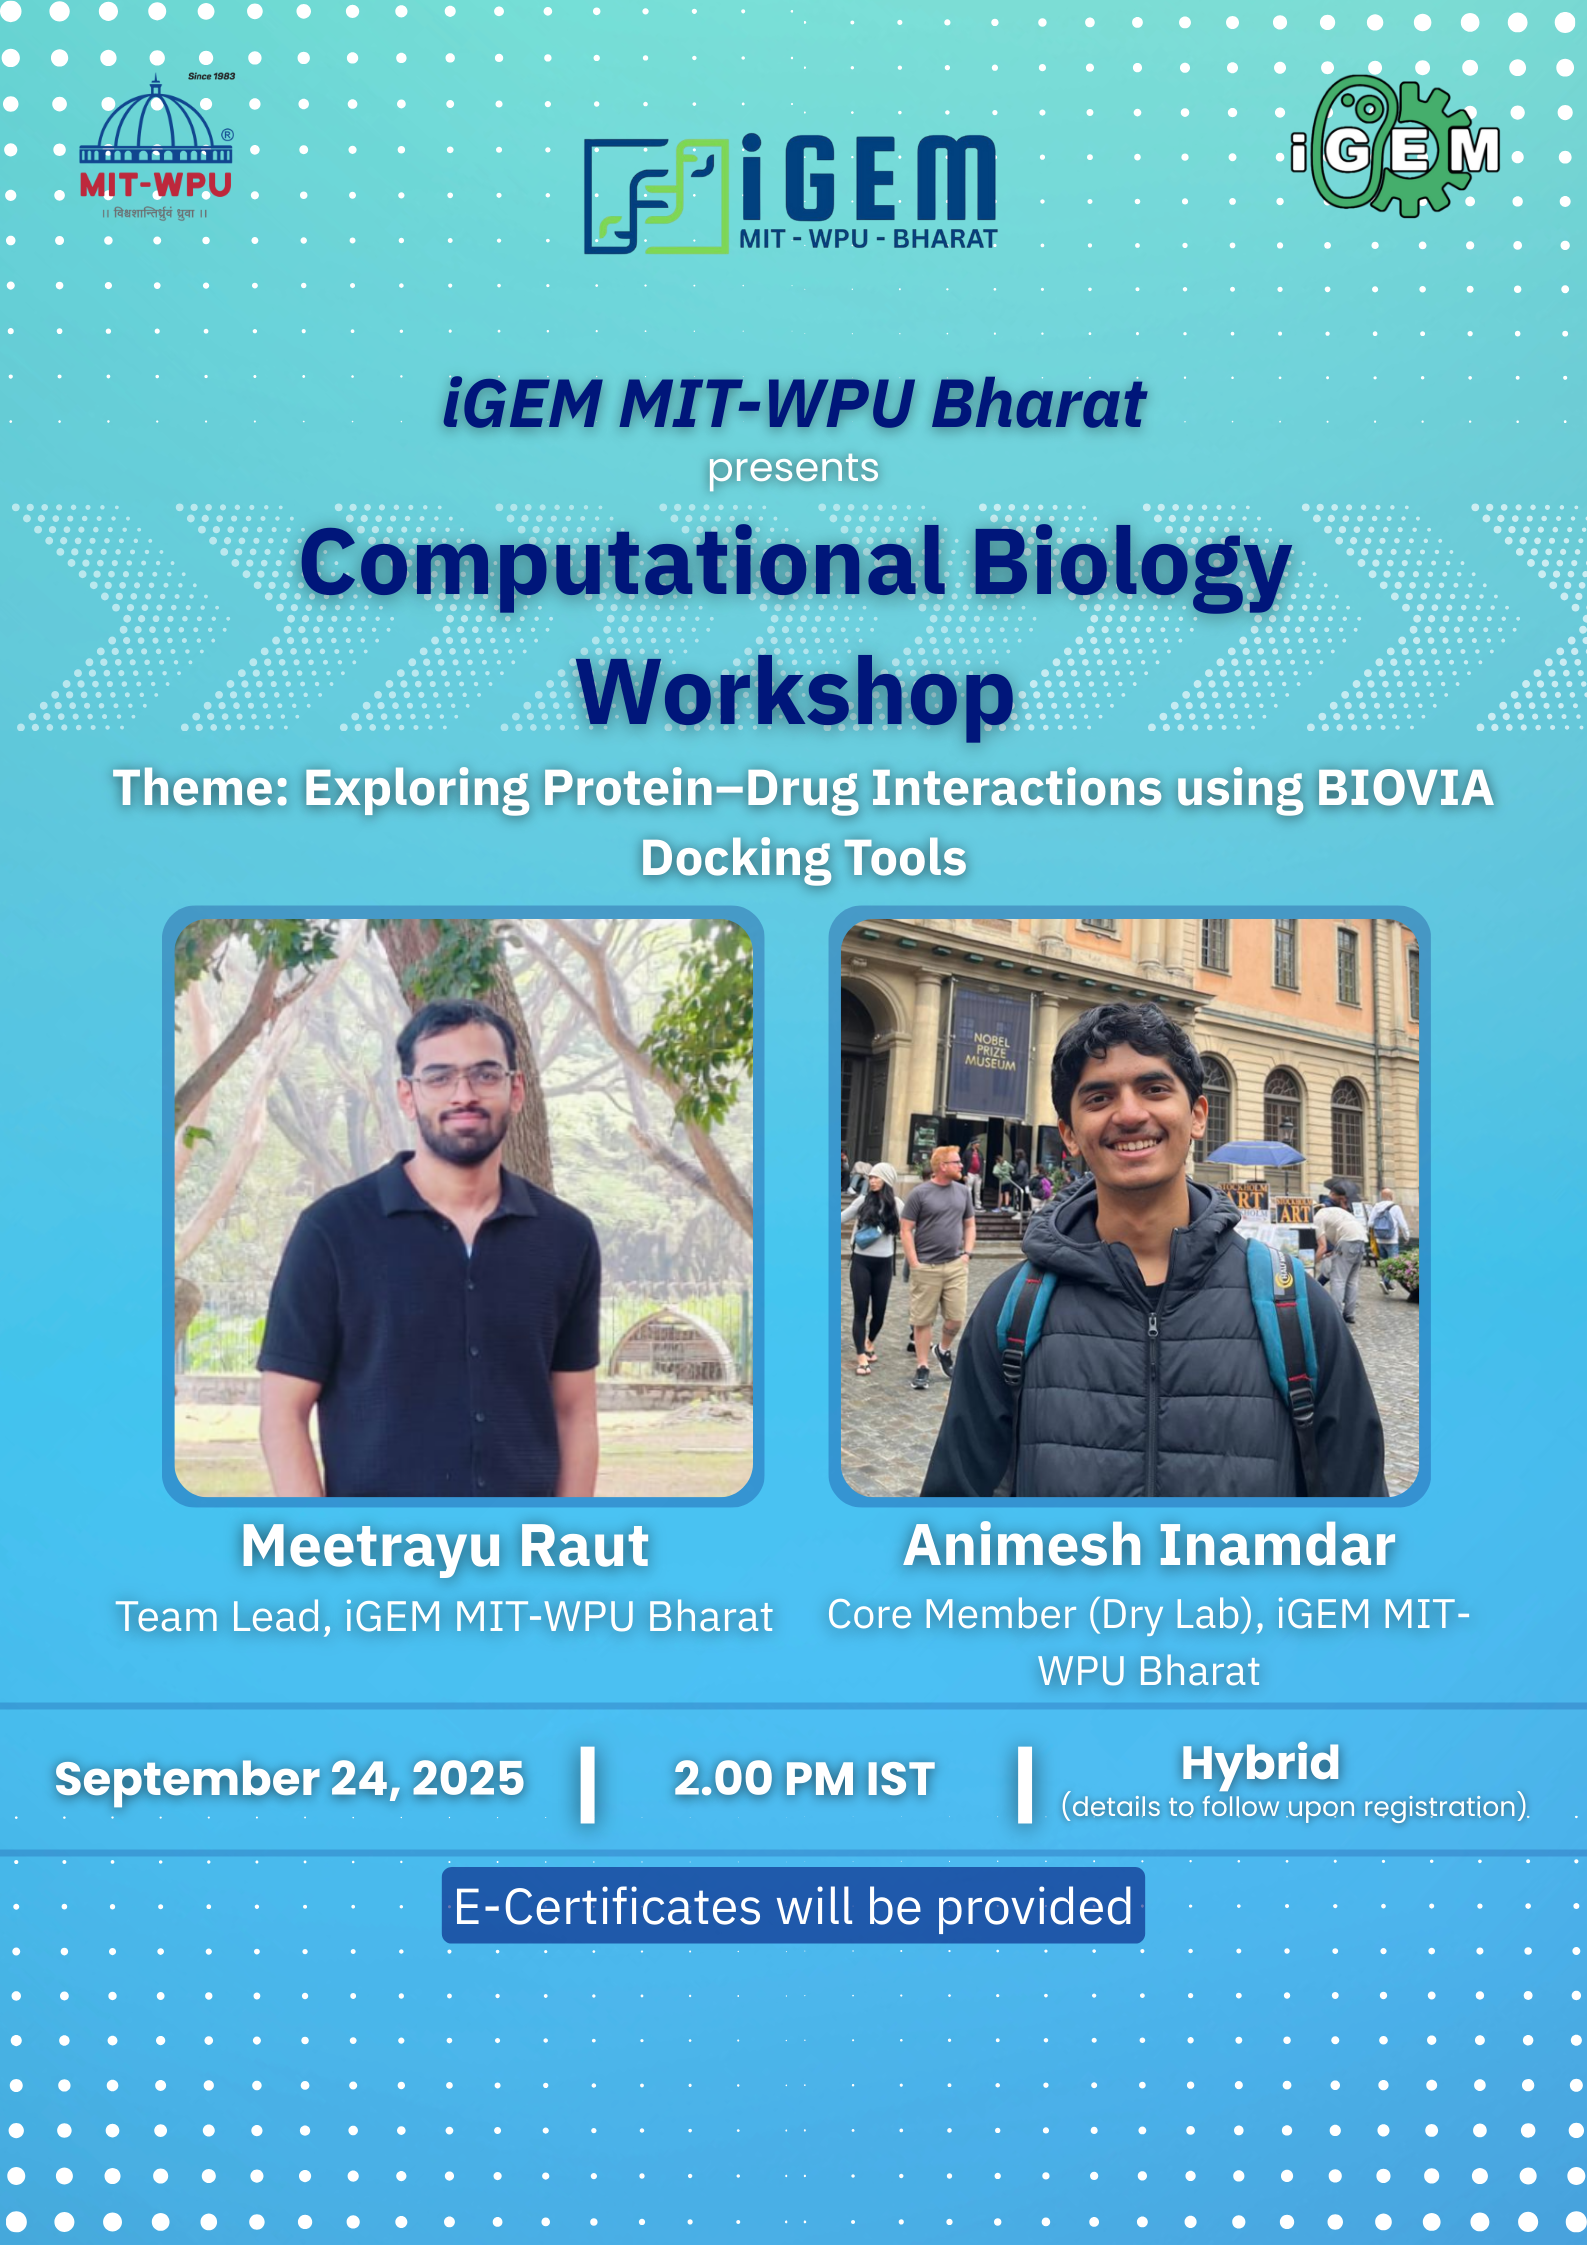 Since 1983
®
MIT-WPU
।। विश्वशान्तिर्ध्रुवं ध्रुवा ।।
iGEM
MIT - WPU - BHARAT
iGEM
iGEM MIT-WPU Bharat
presents
Computational Biology
Workshop
Theme: Exploring Protein–Drug Interactions using BIOVIA
Docking Tools
NOBEL
PRIZE
MUSEUM
ART
ART
Meetrayu Raut
Animesh Inamdar
Team Lead, iGEM MIT-WPU Bharat
Core Member (Dry Lab), iGEM MIT-
WPU Bharat
September 24, 2025
2.00 PM IST
Hybrid
(details to follow upon registration)
E-Certificates will be provided